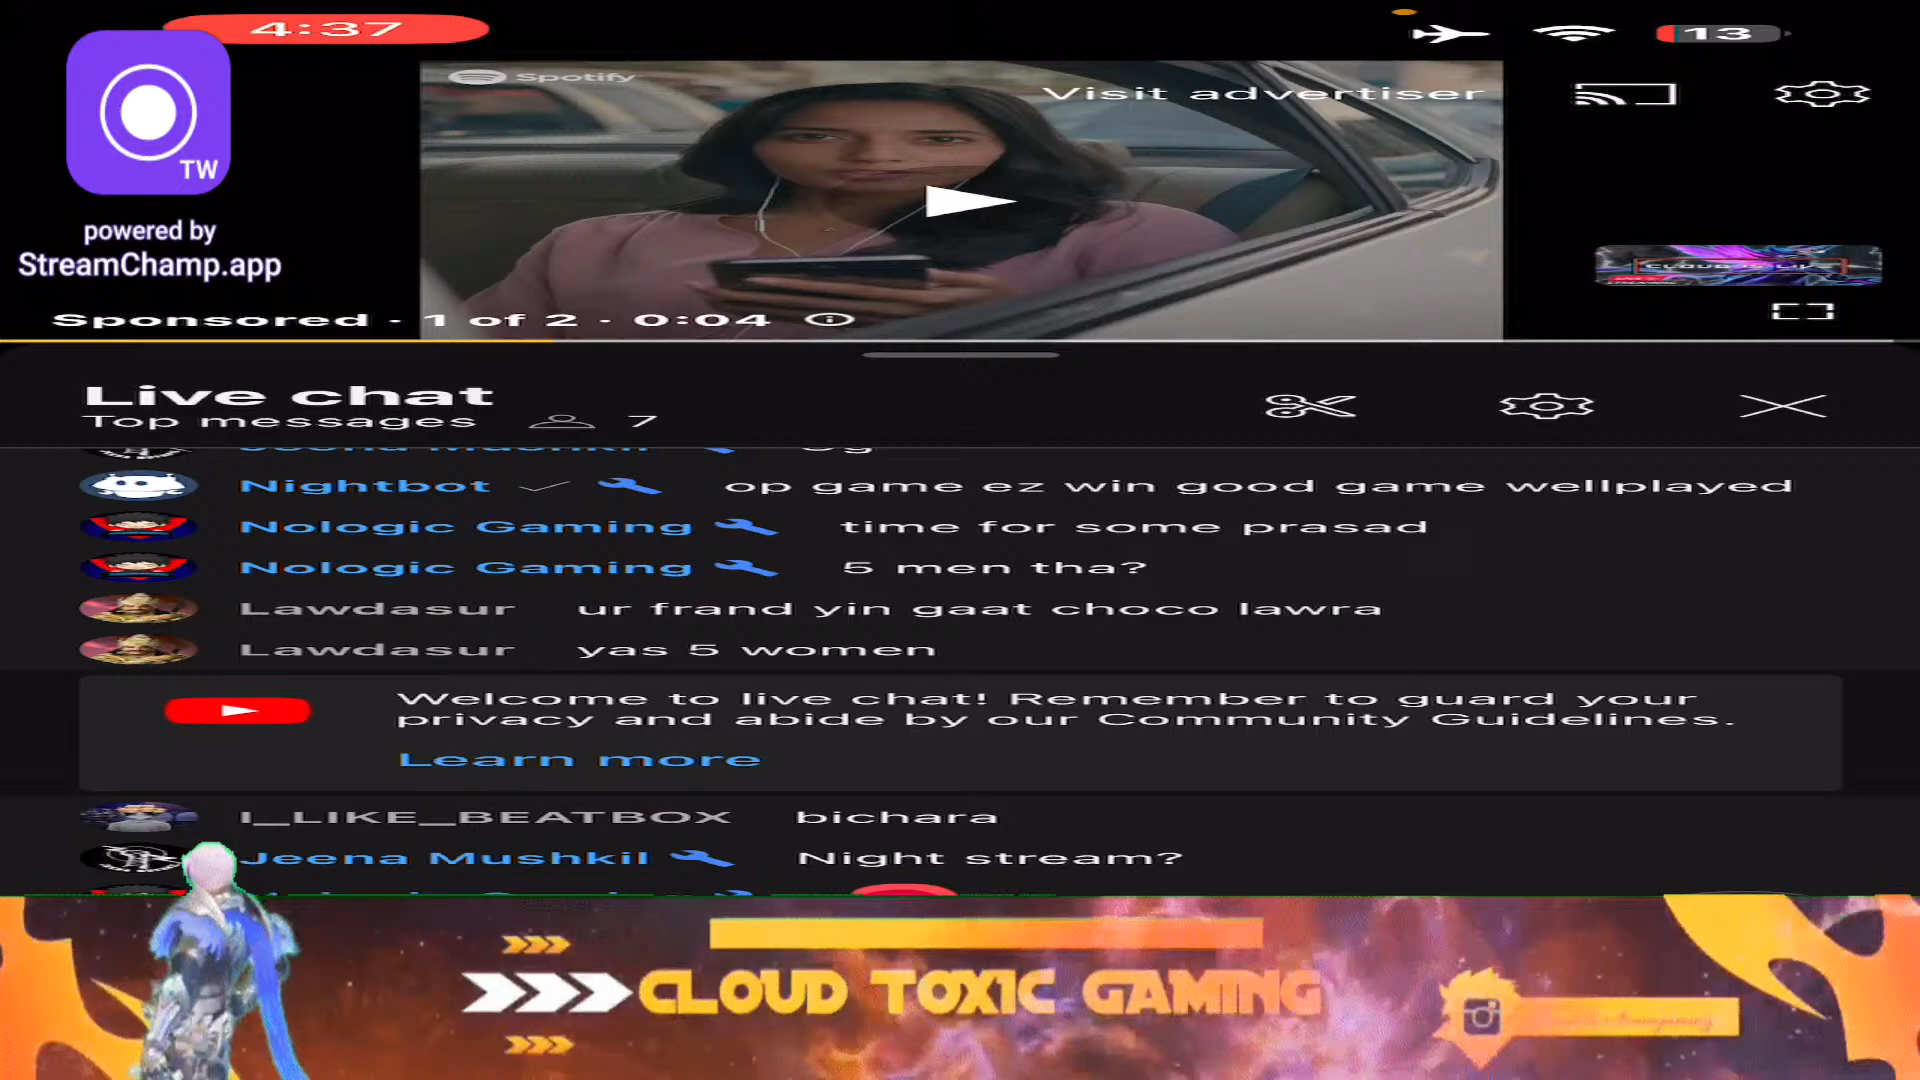 4:37
13
TW
powered by
StreamChamp.app
Spotify
Visit advertiser
Sponsored · 1 of 2 · 0:04
Live chat
Top messages 7
Nightbot op game ez win good game wellplayed
Nologic Gaming time for some prasad
Nologic Gaming 5 men tha?
Lawdasur ur frand yin gaat choco lawra
Lawdasur yas 5 women
Welcome to live chat! Remember to guard your
privacy and abide by our Community Guidelines.
Learn more
I_LIKE_BEATBOX bichara
Jeena Mushkil Night stream?
CLOUD TOXIC GAMING